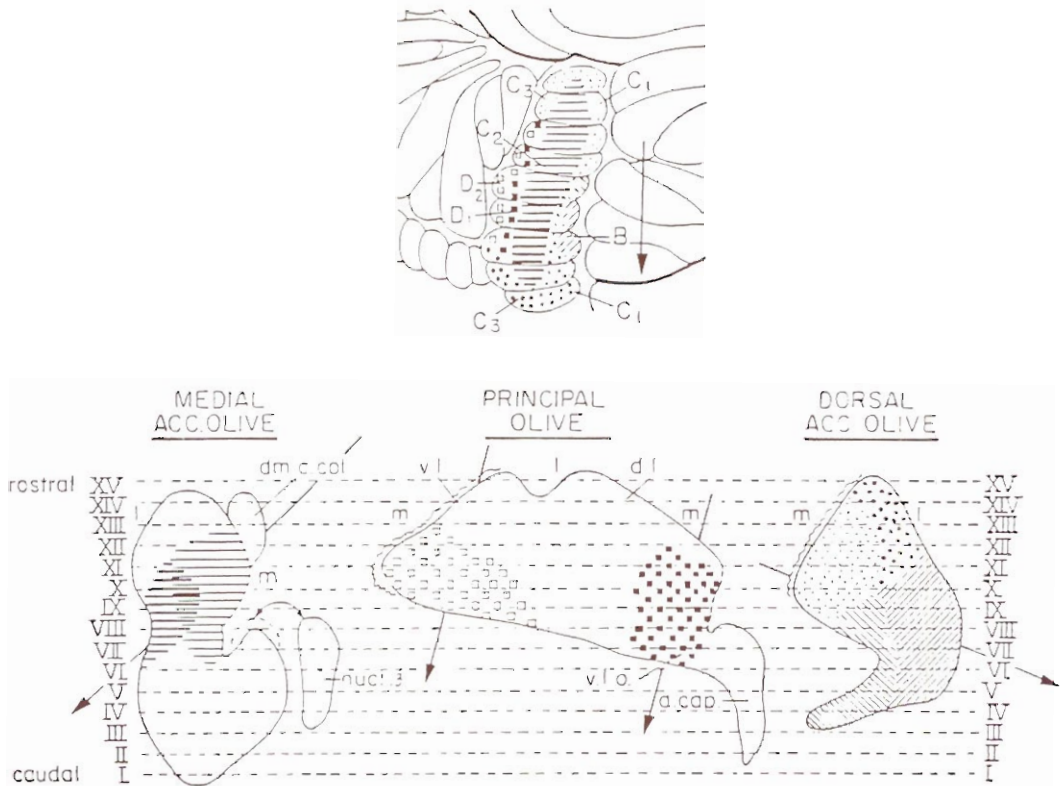 C3 C1
C2
D2
D1
B
C3 C1
MEDIAL ACC.OLIVE
PRINCIPAL OLIVE
DORSAL ACC OLIVE
dm.c.col. v.l. l d.l.
rostral XV XV
XIV l m m m l XIV
XIII XIII
XII XII
XI m XI
X X
IX IX
VIII VIII
VII VII
VI nucl.β v.l.o. VI
V a.cap V
IV IV
III III
II II
caudal I I